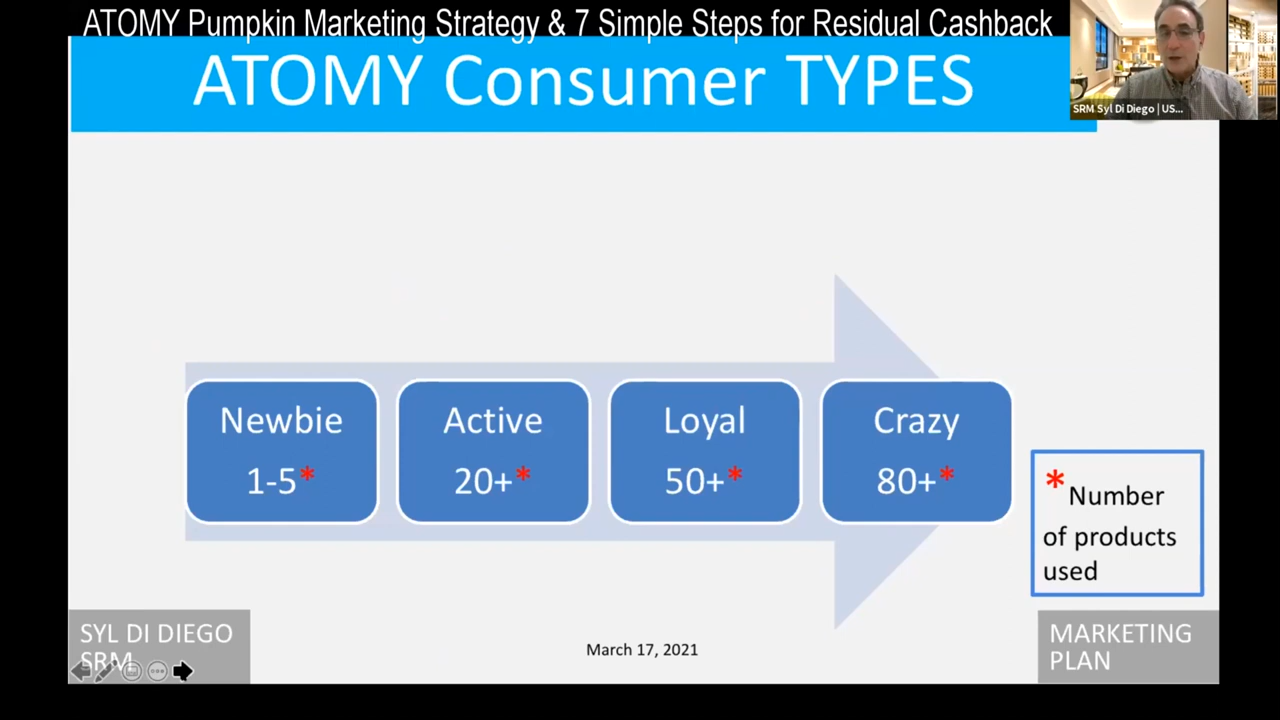 ATOMY Pumpkin Marketing Strategy & 7 Simple Steps for Residual Cashback
ATOMY Consumer TYPES
SRM Syl Di Diego | US...
Newbie
1-5*
Active
20+*
Loyal
50+*
Crazy
80+*
*Number
of products
used
SYL DI DIEGO
SRM
March 17, 2021
MARKETING
PLAN